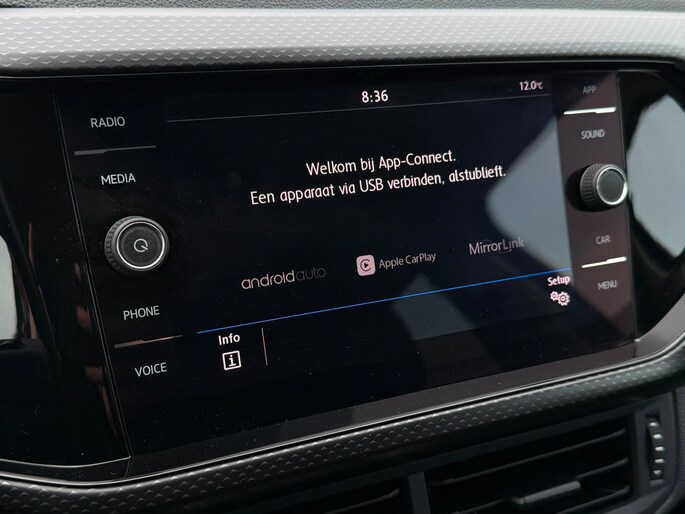 8:36
12.0°C
RADIO
MEDIA
PHONE
VOICE
Welkom bij App-Connect.
Een apparaat via USB verbinden, alstublieft.
androidauto
Apple CarPlay
MirrorLink
Setup
Info
i
APP
SOUND
CAR
MENU